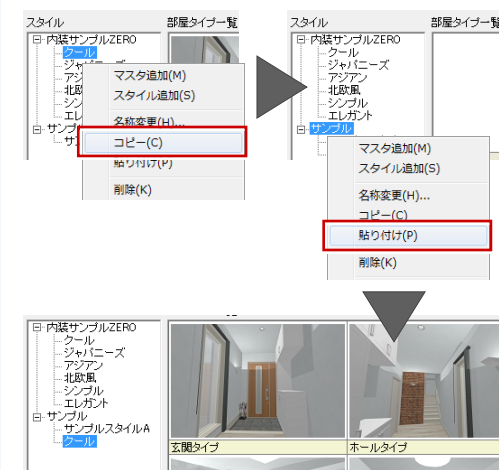 スタイル
部屋タイプ一覧
内装サンプルZERO
クール
ジャパニーズ
アジ
北欧
シン
エレ
サンプル
サ
マスタ追加(M)
スタイル追加(S)
名称変更(H)...
コピー(C)
貼り付け(P)
削除(K)
スタイル
部屋タイプ一覧
内装サンプルZERO
クール
ジャパニーズ
アジアン
北欧風
シンプル
エレガント
サンプル
マスタ追加(M)
スタイル追加(S)
名称変更(H)...
コピー(C)
貼り付け(P)
削除(K)
内装サンプルZERO
クール
ジャパニーズ
アジアン
北欧風
シンプル
エレガント
サンプル
サンプルスタイルA
クール
玄関タイプ
ホールタイプ